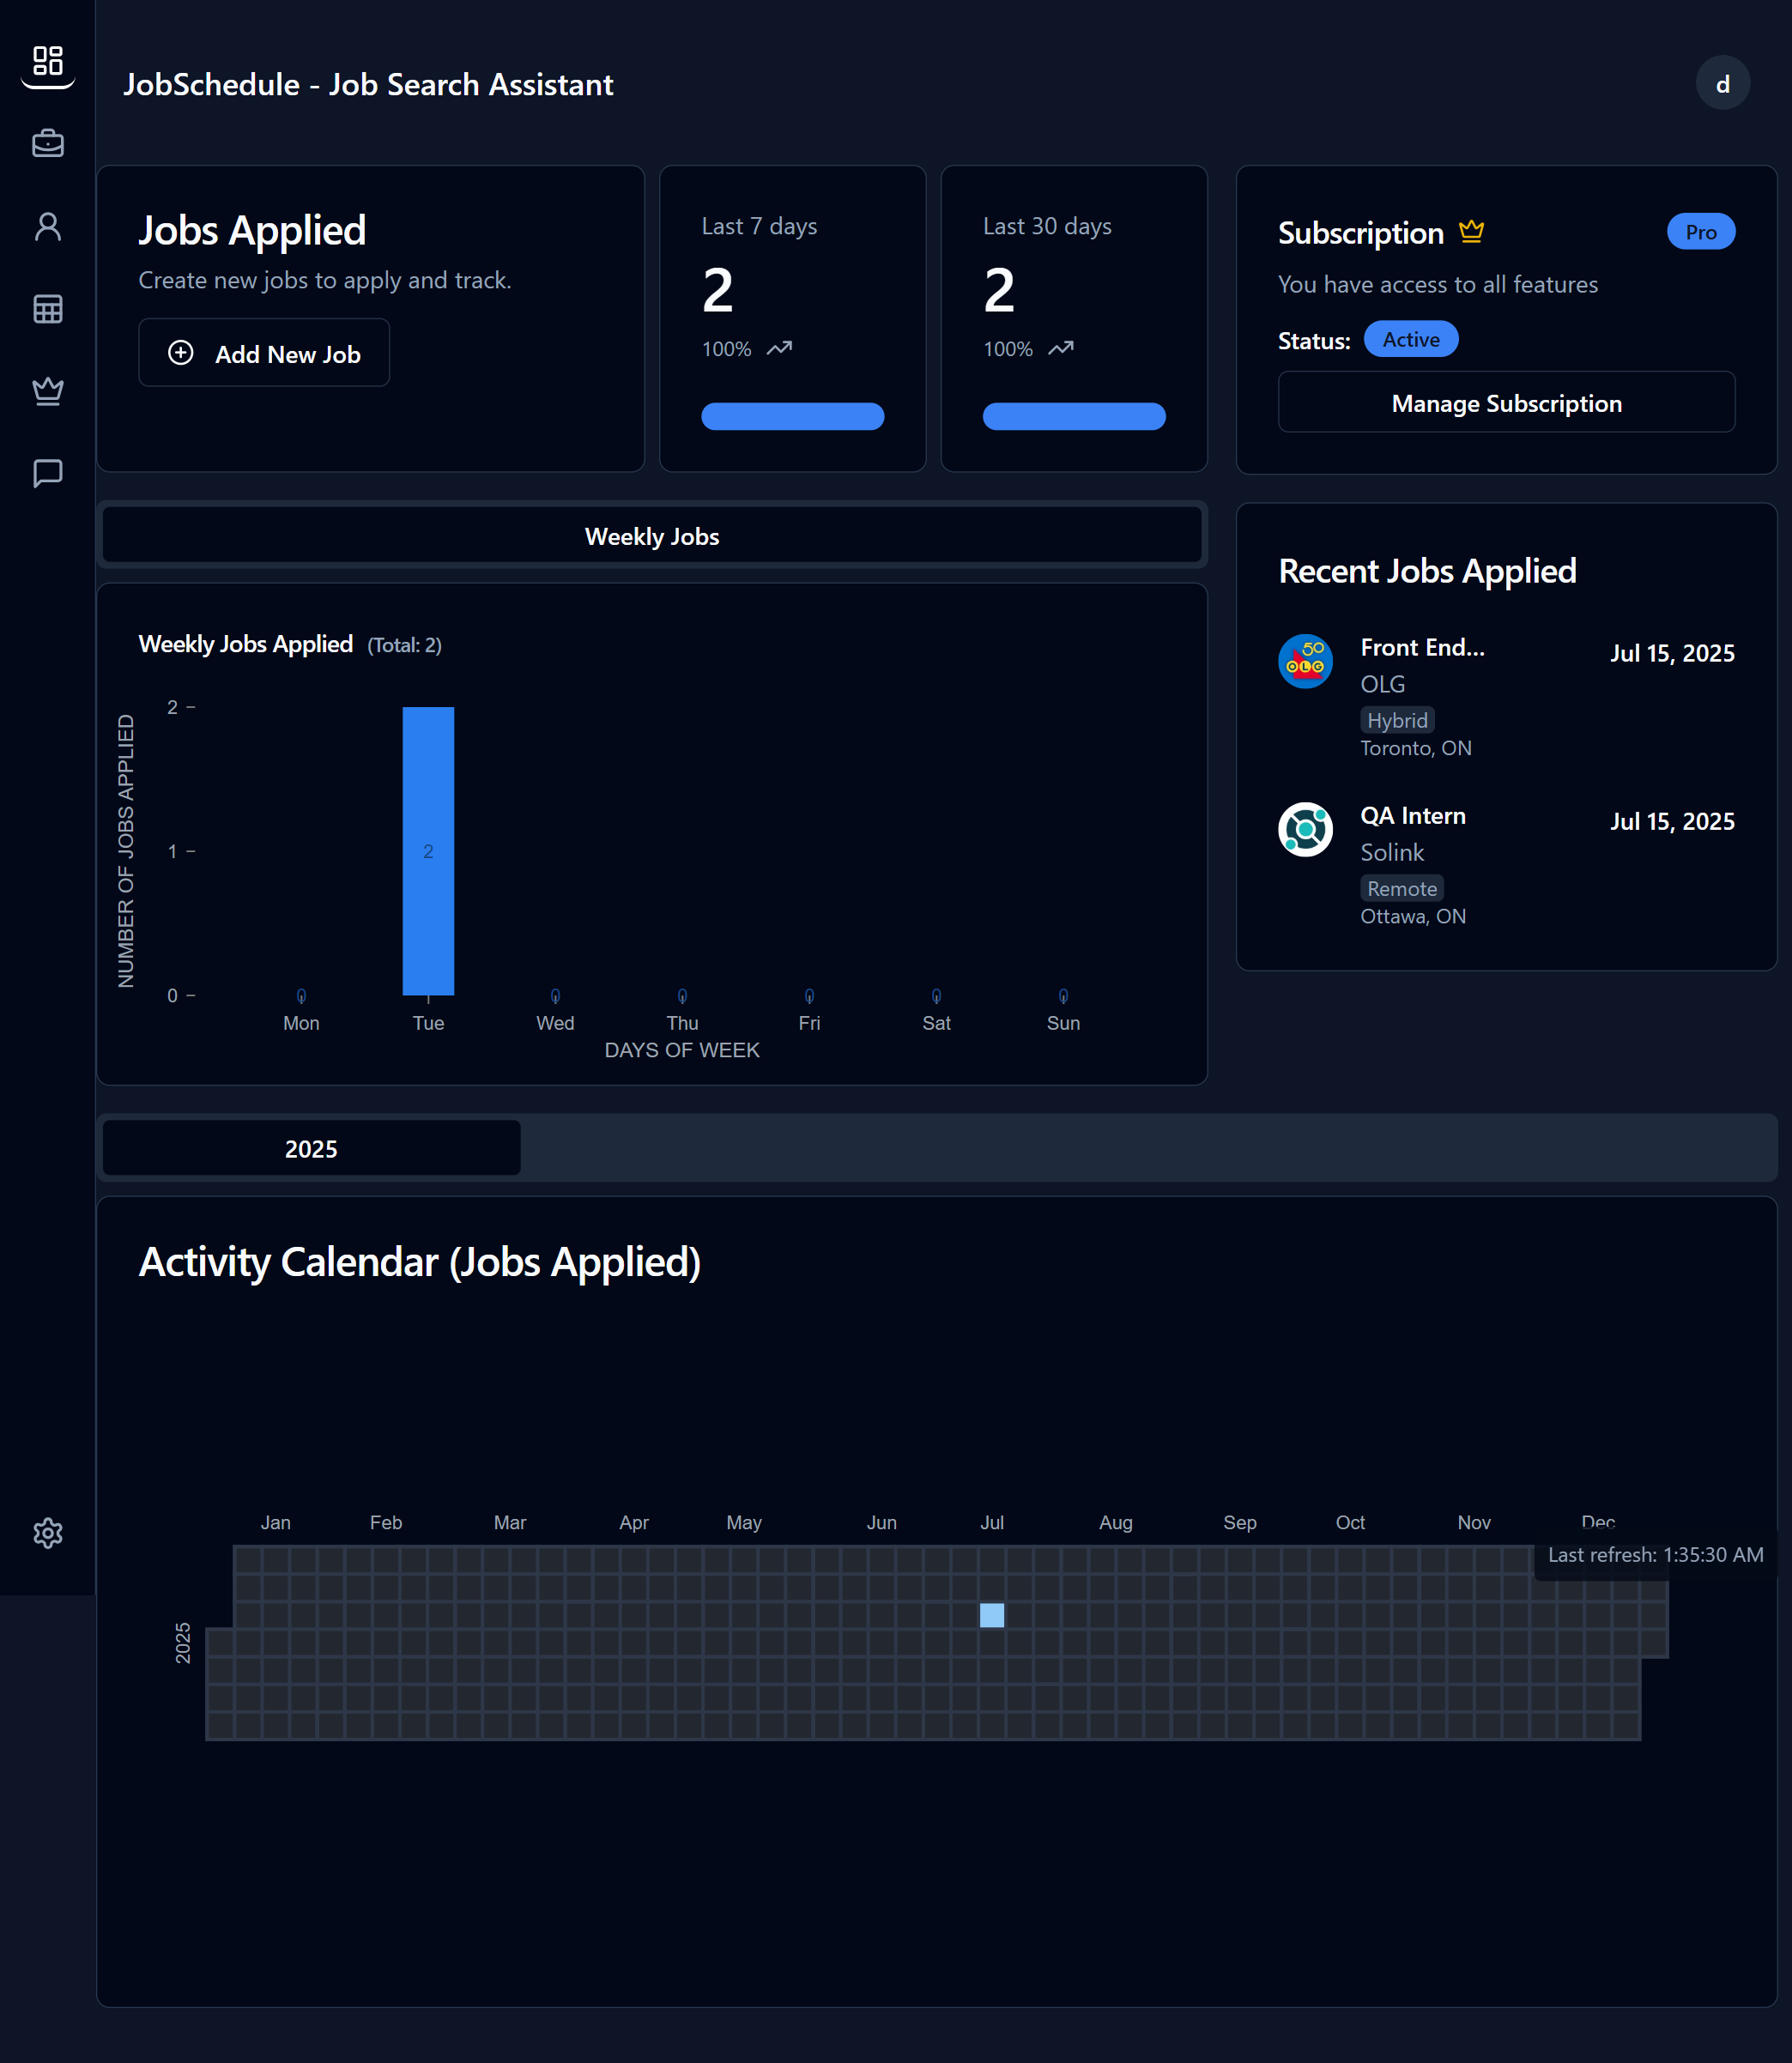 JobSchedule - Job Search Assistant
d
Jobs Applied
Create new jobs to apply and track.
Add New Job
Last 7 days
2
100%
Last 30 days
2
100%
Subscription
Pro
You have access to all features
Status: Active
Manage Subscription
Weekly Jobs
Weekly Jobs Applied (Total: 2)
NUMBER OF JOBS APPLIED
2
1
0
2
0 0 0 0 0 0
Mon Tue Wed Thu Fri Sat Sun
DAYS OF WEEK
Recent Jobs Applied
50
OLG
Front End...
Jul 15, 2025
OLG
Hybrid
Toronto, ON
QA Intern
Jul 15, 2025
Solink
Remote
Ottawa, ON
2025
Activity Calendar (Jobs Applied)
Jan Feb Mar Apr May Jun Jul Aug Sep Oct Nov Dec
Last refresh: 1:35:30 AM
2025